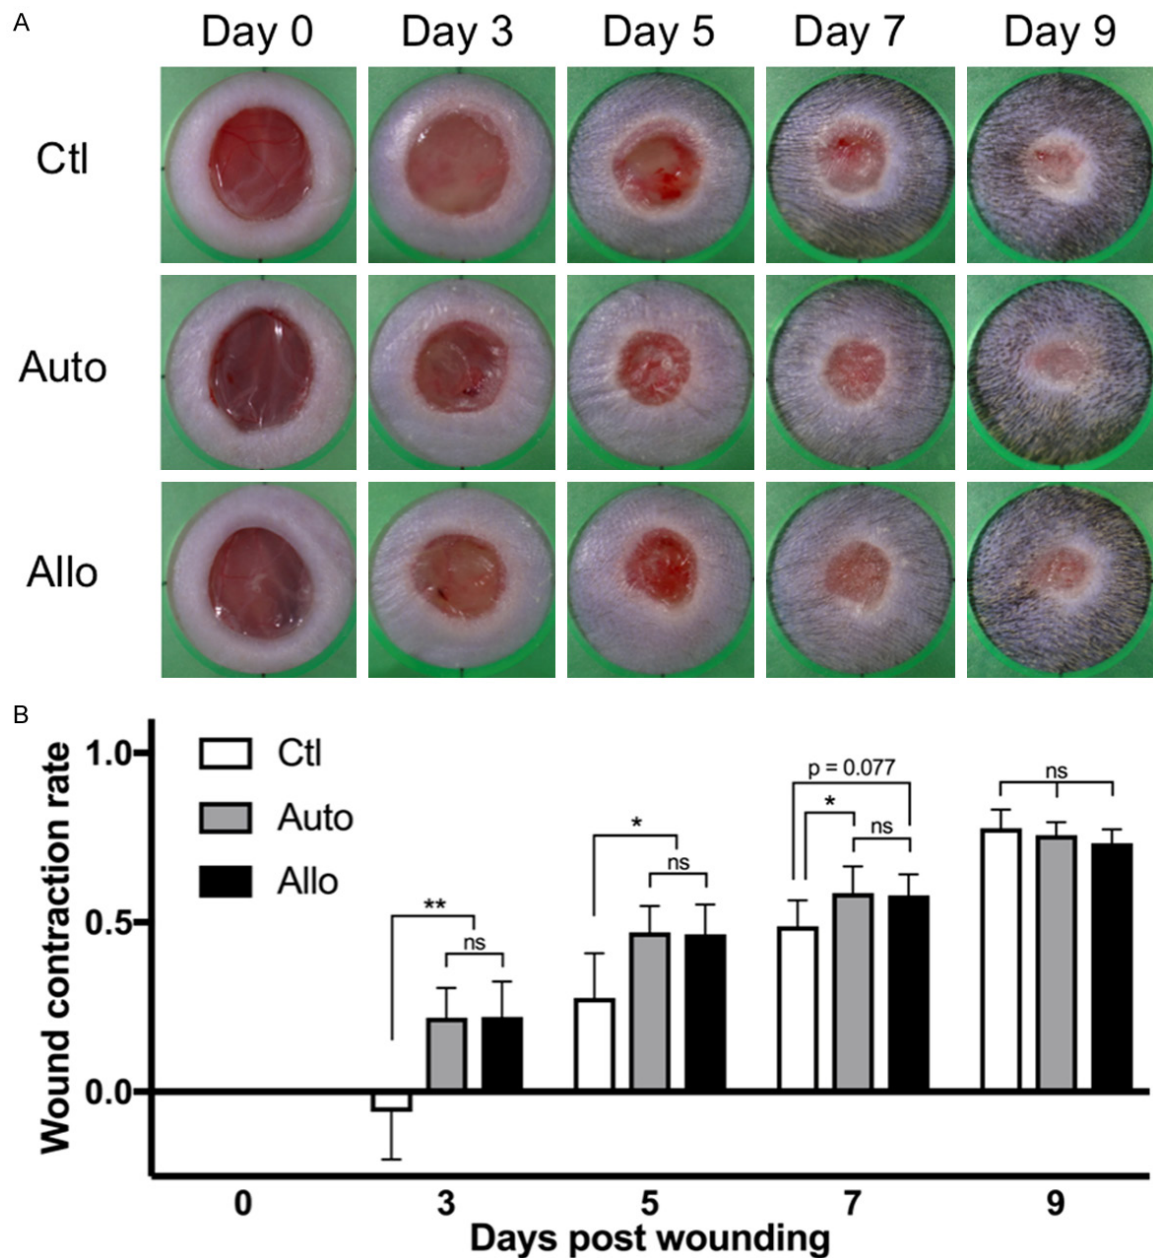 A
Day 0 Day 3 Day 5 Day 7 Day 9
Ctl
Auto
Allo
B
Wound contraction rate
1.0
0.5
0.0
Ctl
Auto
Allo
**
ns
*
ns
p = 0.077
*
ns
ns
0 3 5 7 9
Days post wounding